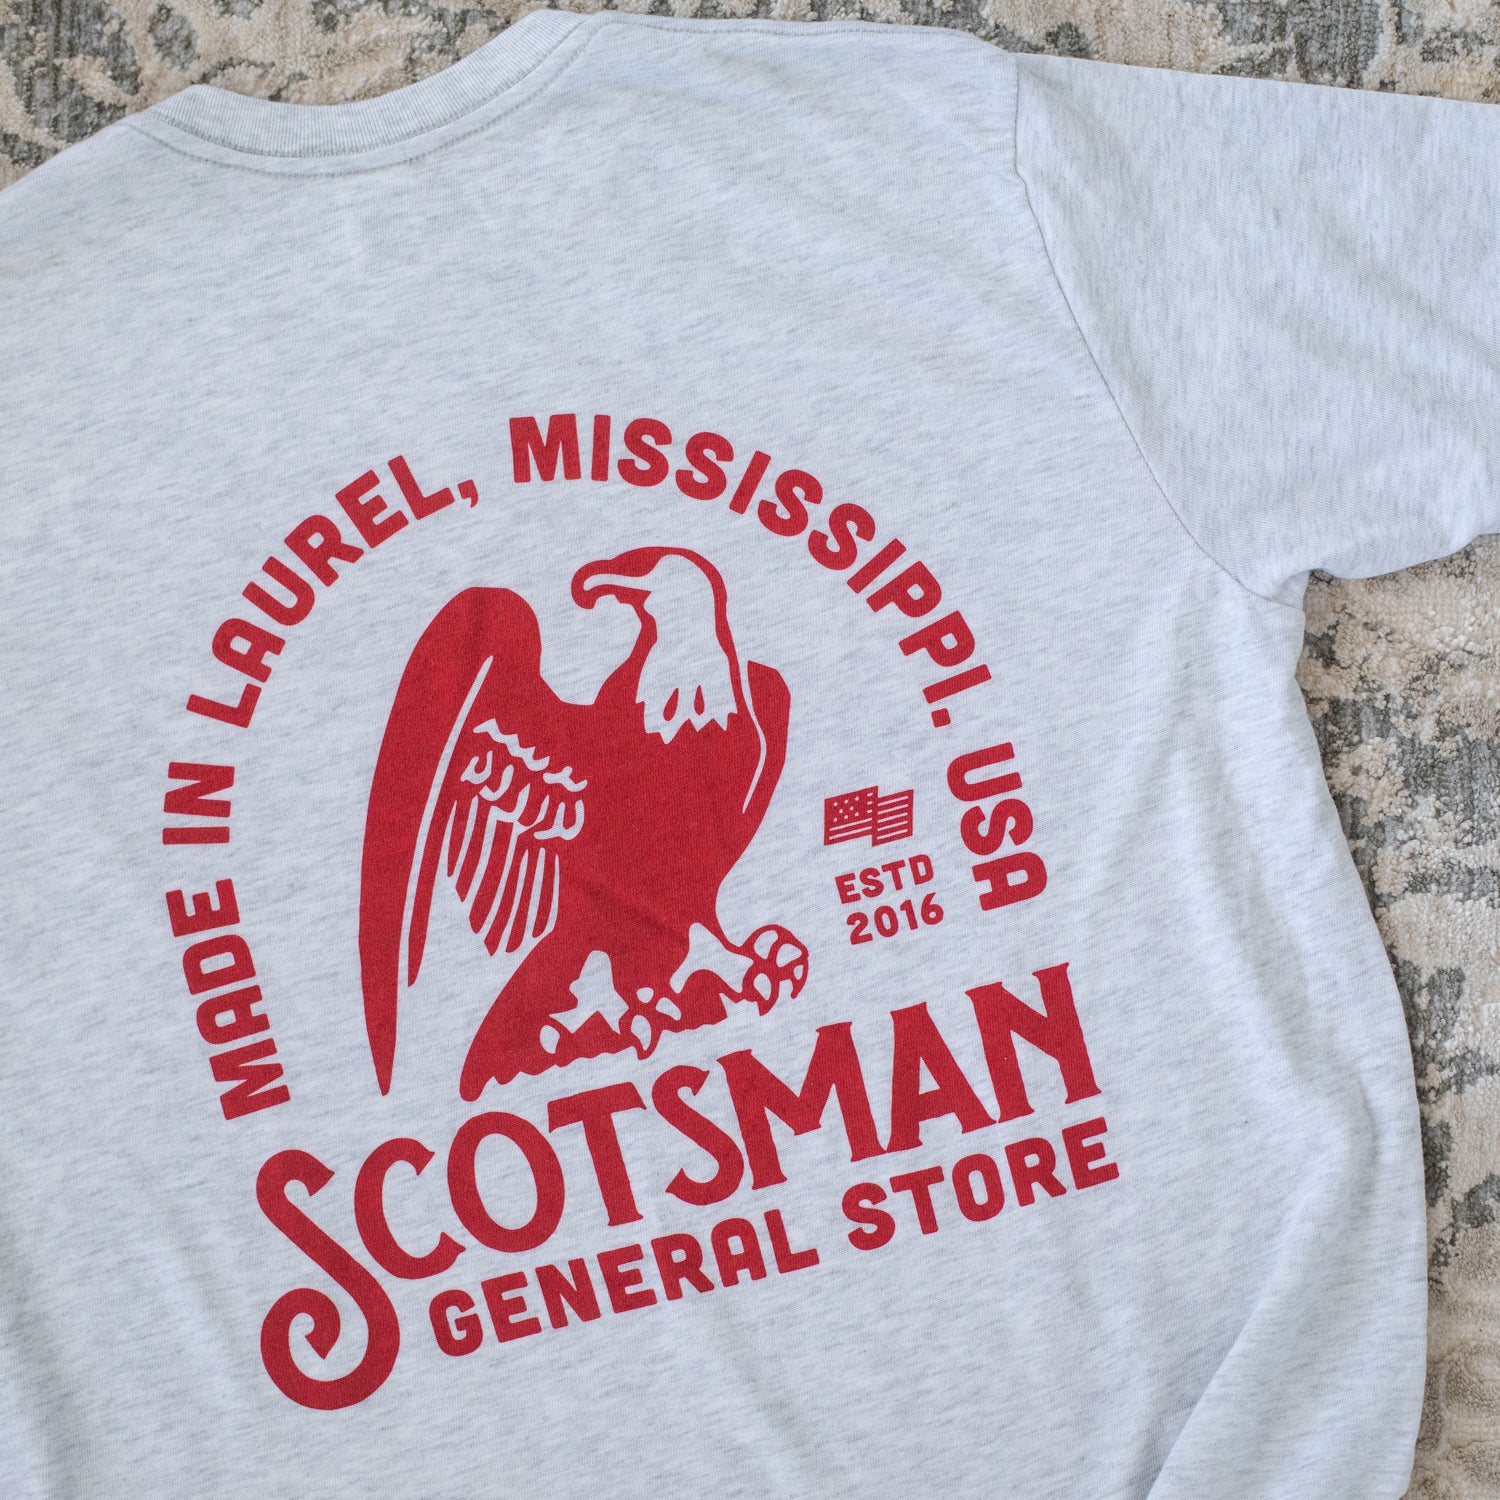 MADE IN LAUREL, MISSISSIPPI. USA
ESTD
2016
SCOTSMAN
GENERAL STORE